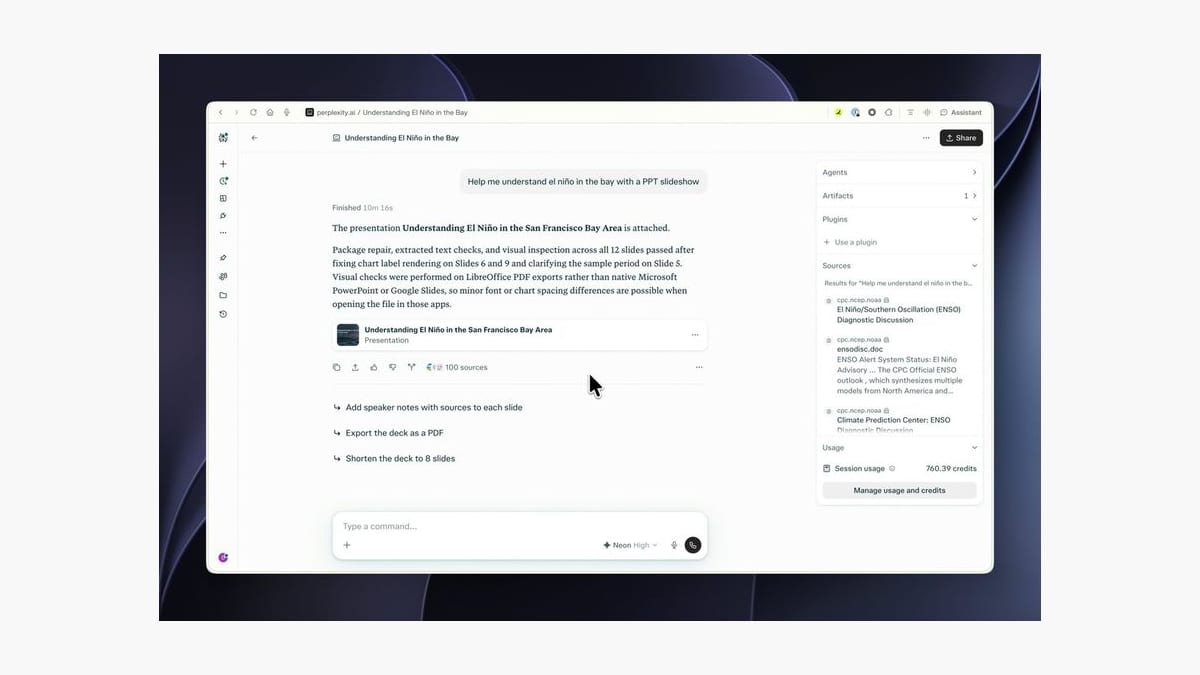 perplexity.ai / Understanding El Niño in the Bay
Assistant
Understanding El Niño in the Bay
Share
Help me understand el niño in the bay with a PPT slideshow
Finished 10m 16s
The presentation Understanding El Niño in the San Francisco Bay Area is attached.
Package repair, extracted text checks, and visual inspection across all 12 slides passed after
fixing chart label rendering on Slides 6 and 9 and clarifying the sample period on Slide 5.
Visual checks were performed on LibreOffice PDF exports rather than native Microsoft
PowerPoint or Google Slides, so minor font or chart spacing differences are possible when
opening the file in those apps.
Understanding El Niño in the San Francisco Bay Area
Presentation
100 sources
Add speaker notes with sources to each slide
Export the deck as a PDF
Shorten the deck to 8 slides
Type a command...
Neon High
Agents
Artifacts 1
Plugins
Use a plugin
Sources
Results for "Help me understand el niño in the b...
cpc.ncep.noaa
El Niño/Southern Oscillation (ENSO)
Diagnostic Discussion
cpc.ncep.noaa
ensodisc.doc
ENSO Alert System Status: El Niño
Advisory ... The CPC Official ENSO
outlook , which synthesizes multiple
models from North America and...
cpc.ncep.noaa
Climate Prediction Center: ENSO
Diagnostic Discussion
Usage
Session usage 760.39 credits
Manage usage and credits